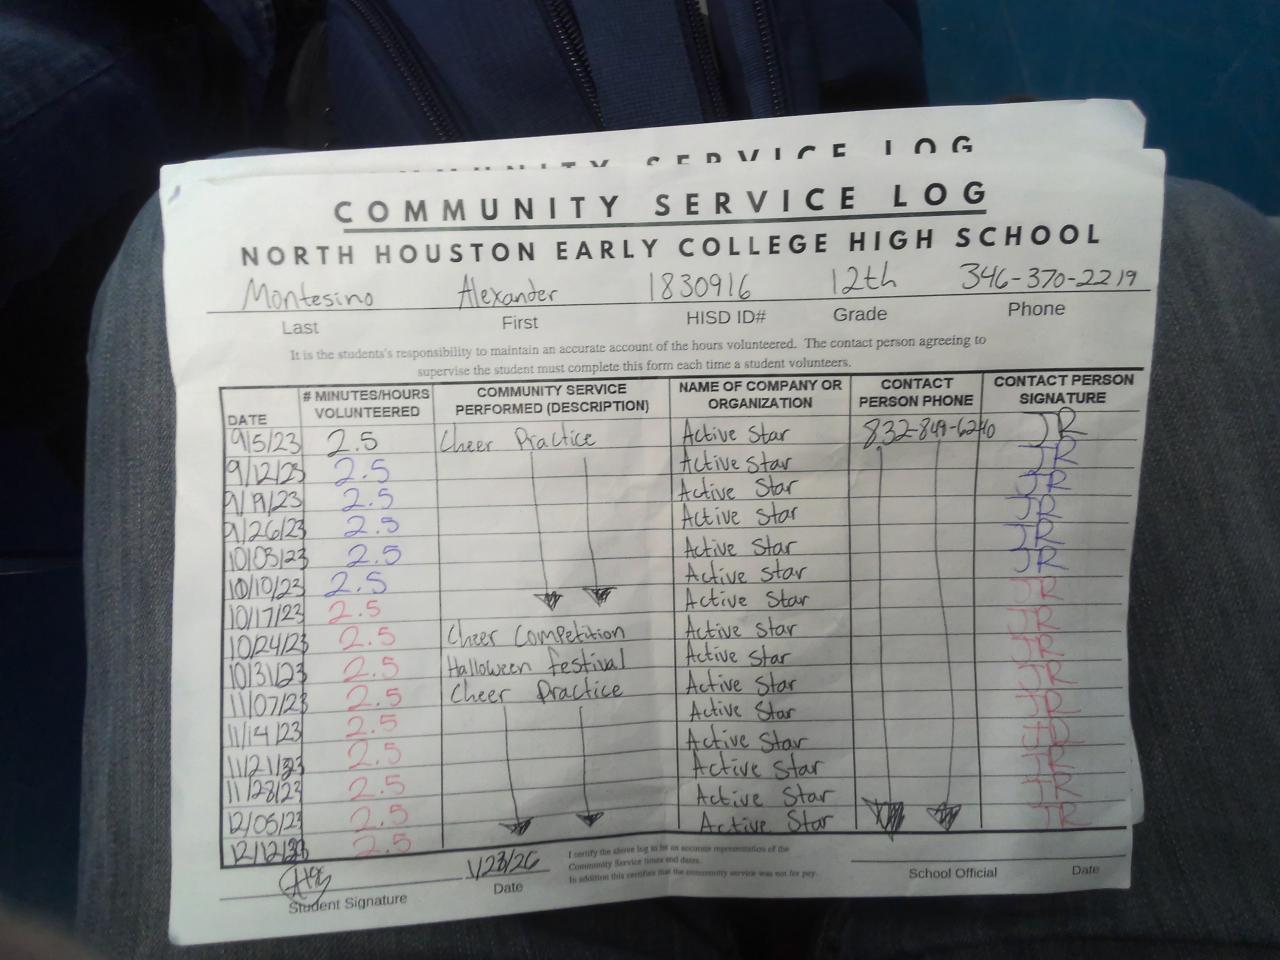 COMMUNITY SERVICE LOG
COMMUNITY SERVICE LOG
NORTH HOUSTON EARLY COLLEGE HIGH SCHOOL
Montesino Alexander 1830916 12th 346-370-2219
Last First HISD ID# Grade Phone
It is the students's responsibility to maintain an accurate account of the hours volunteered. The contact person agreeing to
supervise the student must complete this form each time a student volunteers.
DATE # MINUTES/HOURS VOLUNTEERED COMMUNITY SERVICE PERFORMED (DESCRIPTION) NAME OF COMPANY OR ORGANIZATION CONTACT PERSON PHONE CONTACT PERSON SIGNATURE
9/5/23 2.5 Cheer Practice Active Star 832-849-6240 JR
9/12/23 2.5 Active Star JR
9/19/23 2.5 Active Star JR
9/26/23 2.5 Active Star JR
10/03/23 2.5 Active Star JR
10/10/23 2.5 Active Star JR
10/17/23 2.5 Active Star JR
10/24/23 2.5 Cheer Competition Active Star JR
10/31/23 2.5 Halloween festival Active Star JR
11/07/23 2.5 Cheer Practice Active Star JR
11/14/23 2.5 Active Star JR
11/21/23 2.5 Active Star
11/28/23 2.5 Active Star JR
12/05/23 2.5 Active Star JR
12/12/23 2.5 Active Star JR
1/23/26
Student Signature Date School Official Date
I certify the above log to be an accurate representation of the
Community Service times and dates.
In addition this certifies that the community service was not for pay.